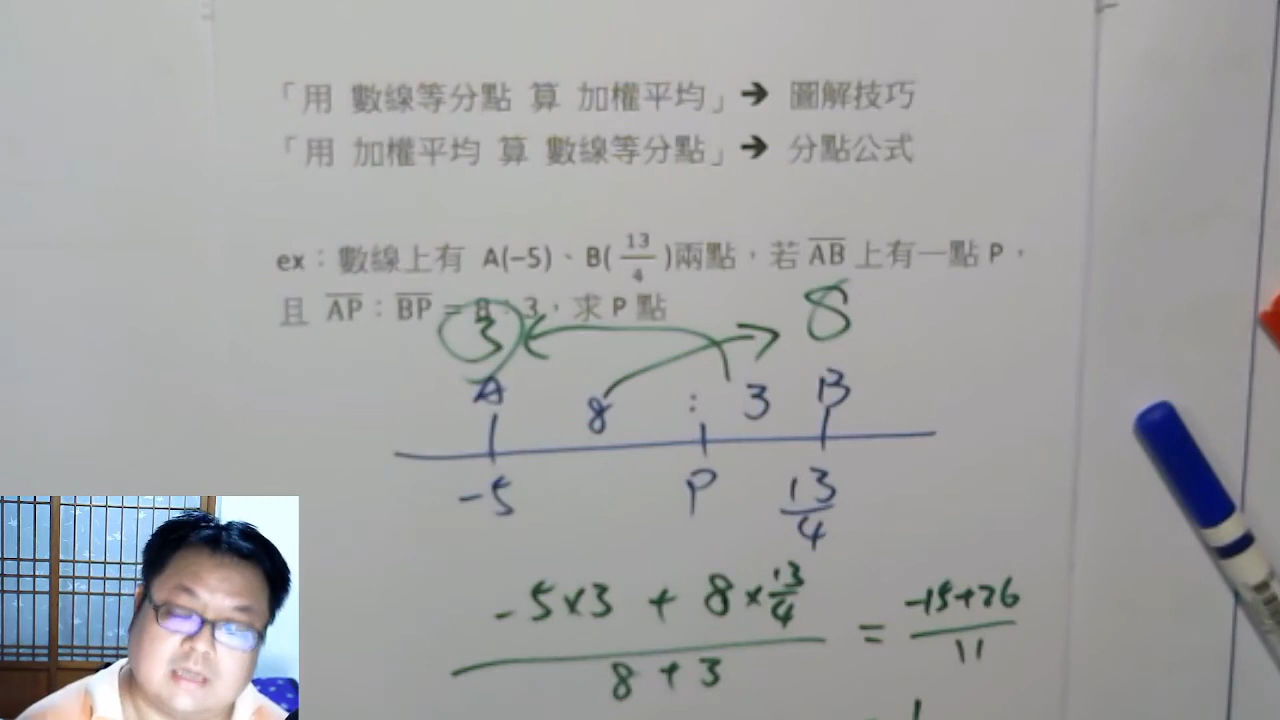 「用 數線等分點 算 加權平均」➔ 圖解技巧
「用 加權平均 算 數線等分點」➔ 分點公式
ex：數線上有 A(−5)、B(13/4)兩點，若 AB 上有一點 P，
且 AP：BP = 8：3，求 P 點
3 8
A 8 : 3 B
-5 P 13/4
(-5×3 + 8×13/4)/(8+3) = (-15+26)/11
= 1